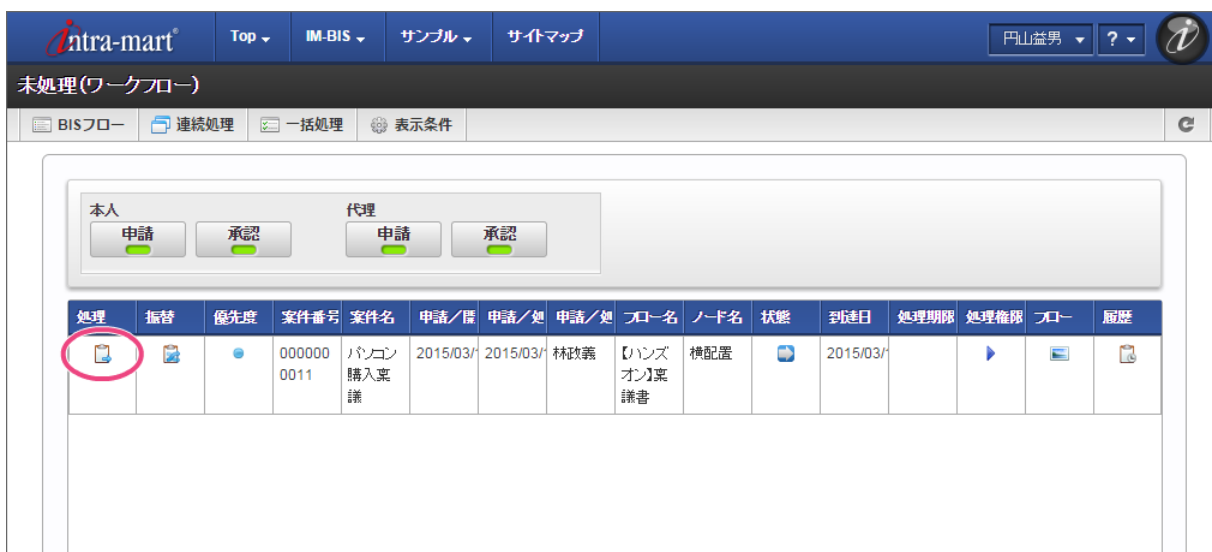 intra-mart® Top IM-BIS サンプル サイトマップ 円山益男 ?
未処理(ワークフロー)
BISフロー 連続処理 一括処理 表示条件
本人 代理
申請 承認 申請 承認
処理 振替 優先度 案件番号 案件名 申請/ 申請/処 申請/処 フロー名 ノード名 状態 到達日 処理期限 処理権限 フロー 履歴
000000 パソコン 2015/03/1 2015/03/1 林政義 【ハンズ 横配置 2015/03/1
0011 購入稟 オン】稟
議 議書